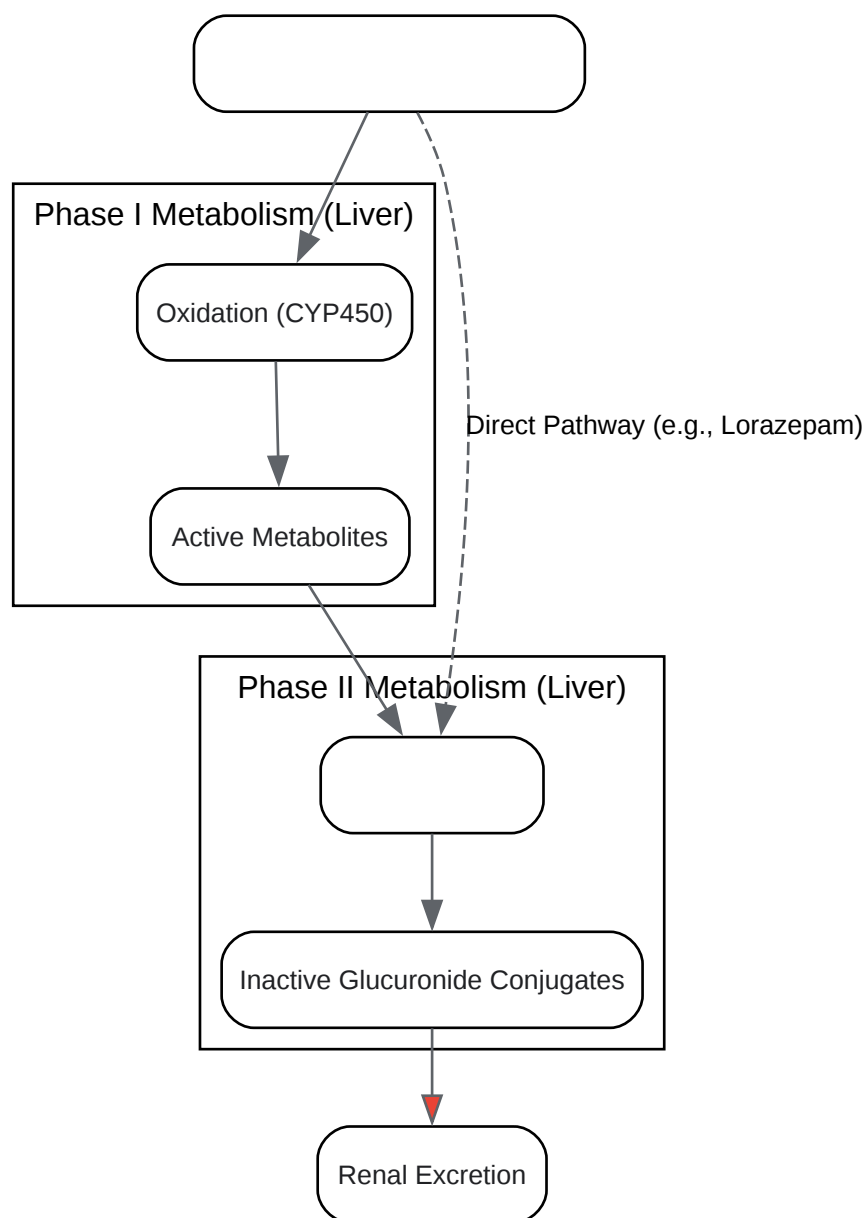 Phase I Metabolism (Liver)
Oxidation (CYP450)
Direct Pathway (e.g., Lorazepam)
Active Metabolites
Phase II Metabolism (Liver)
Inactive Glucuronide Conjugates
Renal Excretion